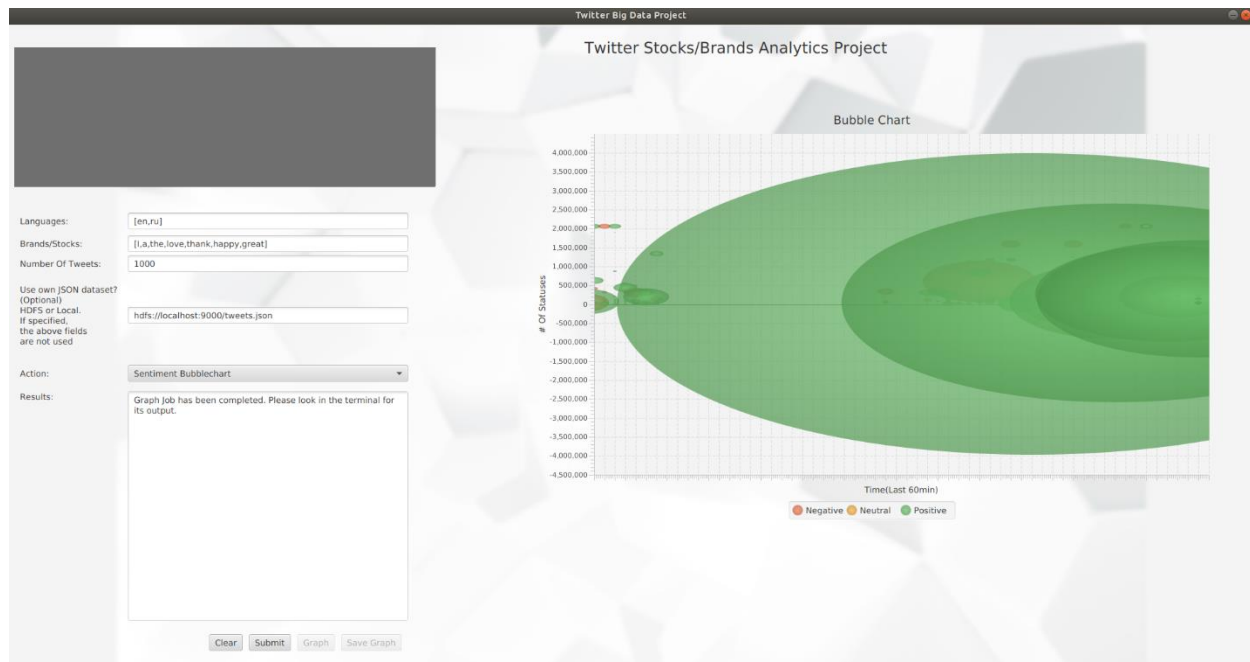 Twitter Big Data Project
Twitter Stocks/Brands Analytics Project
Languages:
[en,ru]
Brands/Stocks:
[I,a,the,love,thank,happy,great]
Number Of Tweets:
1000
Use own JSON dataset?
(Optional)
HDFS or Local.
If specified,
the above fields
are not used
hdfs://localhost:9000/tweets.json
Action:
Sentiment Bubblechart
Results:
Graph Job has been completed. Please look in the terminal for
its output.
Clear
Submit
Graph
Save Graph
Bubble Chart
# Of Statuses
4,000,000
3,500,000
3,000,000
2,500,000
2,000,000
1,500,000
1,000,000
500,000
0
-500,000
-1,000,000
-1,500,000
-2,000,000
-2,500,000
-3,000,000
-3,500,000
-4,000,000
-4,500,000
Time(Last 60min)
Negative
Neutral
Positive